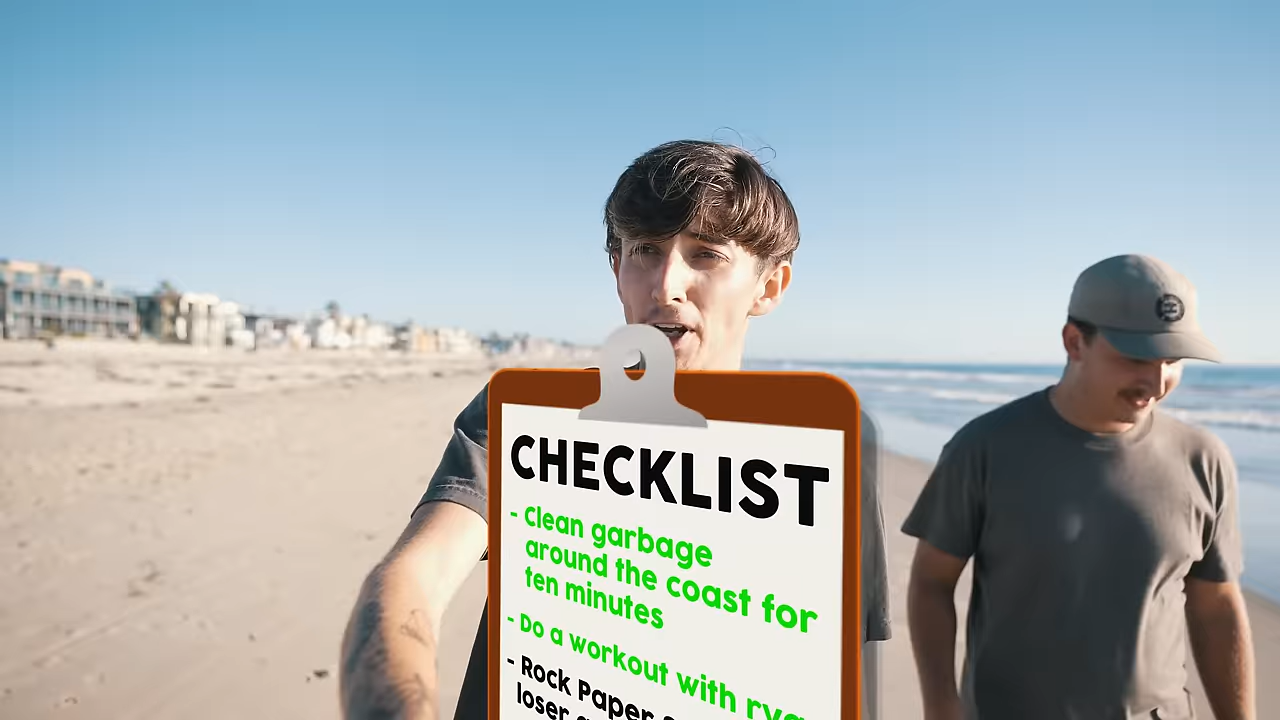 CHECKLIST
- Clean garbage
around the coast for
ten minutes
- Do a workout with
- Rock Paper
loser